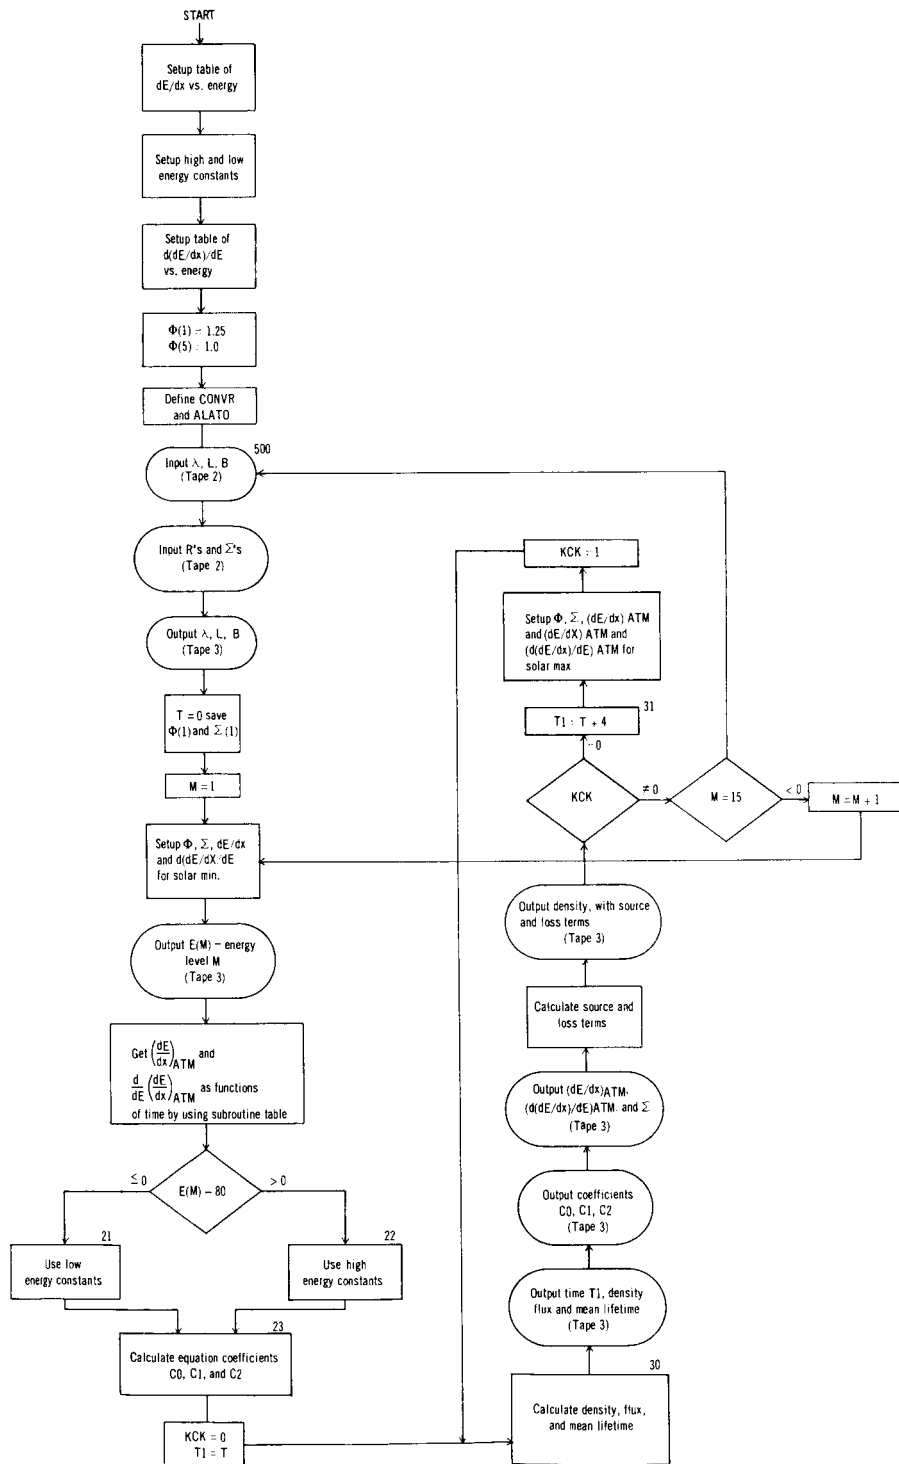 START
Setup table of
dE/dx vs. energy
Setup high and low
energy constants
Setup table of
d(dE/dx)/dE
vs. energy
Φ(1) = 1.25
Φ(5) = 1.0
Define CONVR
and ALATO
500
Input λ, L, B
(Tape 2)
Input R's and Σ's
(Tape 2)
Output λ, L, B
(Tape 3)
T = 0 save
Φ(1) and Σ(1)
M = 1
Setup Φ, Σ, dE/dx
and d(dE/dX/dE
for solar min.
Output E(M) – energy
level M
(Tape 3)
Get (dE/dx)ATM and
d/dE (dE/dx)ATM as functions
of time by using subroutine table
E(M) – 80
≤ 0
> 0
21
Use low
energy constants
22
Use high
energy constants
23
Calculate equation coefficients
C0, C1, and C2
KCK = 0
T1 = T
30
Calculate density, flux,
and mean lifetime
Output time T1, density
flux and mean lifetime
(Tape 3)
Output coefficients
C0, C1, C2
(Tape 3)
Output (dE/dx)ATM,
(d(dE/dx)/dE)ATM. and Σ
(Tape 3)
Calculate source and
loss terms
Output density, with source
and loss terms
(Tape 3)
KCK
=0
≠ 0
M = 15
< 0
M = M + 1
31
T1 = T + 4
Setup Φ, Σ, (dE/dx) ATM
and (dE/dX) ATM and
(d(dE/dx)/dE) ATM for
solar max
KCK = 1